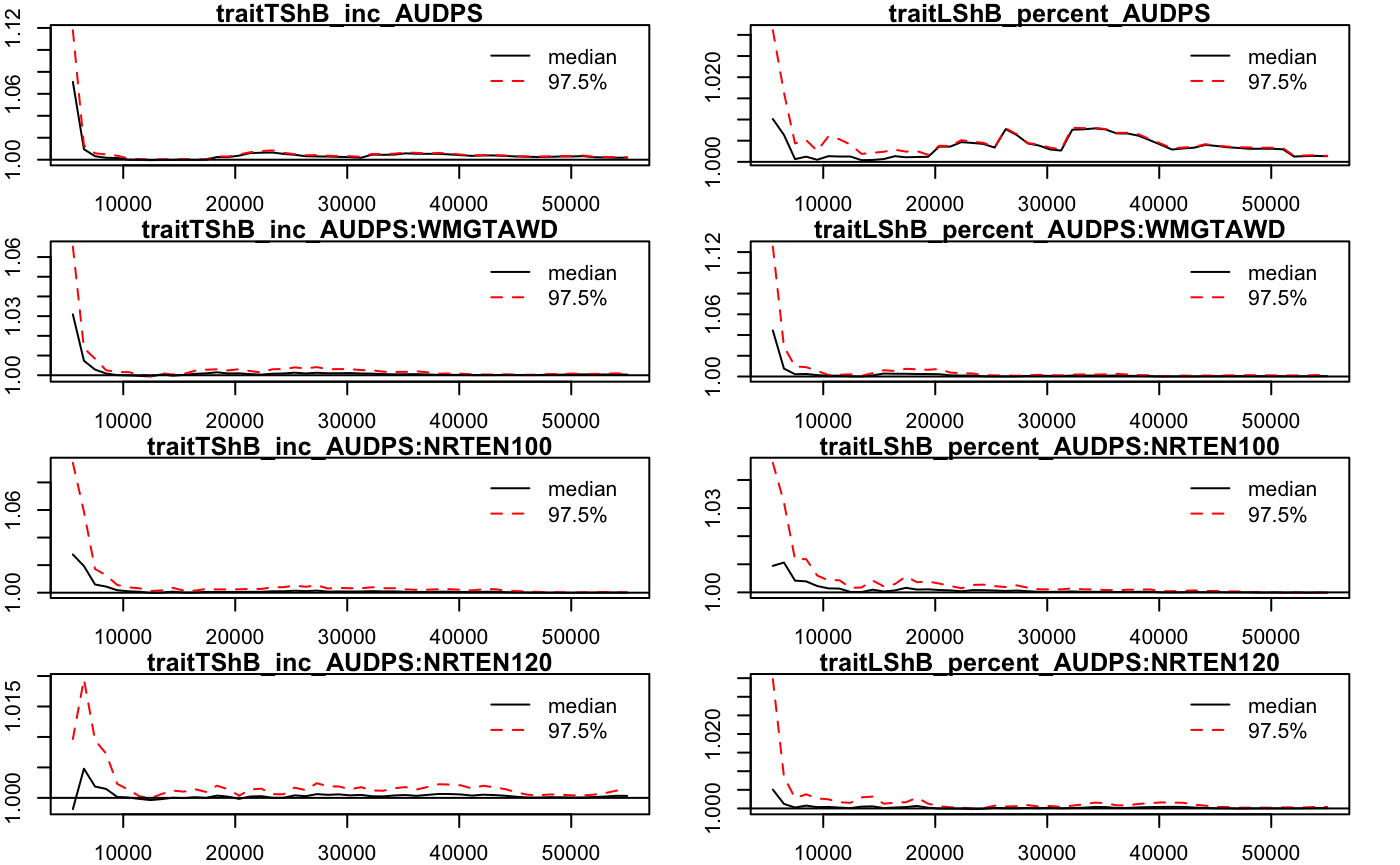 traitTShB_inc_AUDPS
1.00 1.06 1.12
median
97.5%
10000 20000 30000 40000 50000
traitLShB_percent_AUDPS
1.000 1.020
median
97.5%
10000 20000 30000 40000 50000
traitTShB_inc_AUDPS:WMGTAWD
1.00 1.03 1.06
median
97.5%
10000 20000 30000 40000 50000
traitLShB_percent_AUDPS:WMGTAWD
1.00 1.06 1.12
median
97.5%
10000 20000 30000 40000 50000
traitTShB_inc_AUDPS:NRTEN100
1.00 1.06
median
97.5%
10000 20000 30000 40000 50000
traitLShB_percent_AUDPS:NRTEN100
1.00 1.03
median
97.5%
10000 20000 30000 40000 50000
traitTShB_inc_AUDPS:NRTEN120
1.000 1.015
median
97.5%
10000 20000 30000 40000 50000
traitLShB_percent_AUDPS:NRTEN120
1.000 1.020
median
97.5%
10000 20000 30000 40000 50000